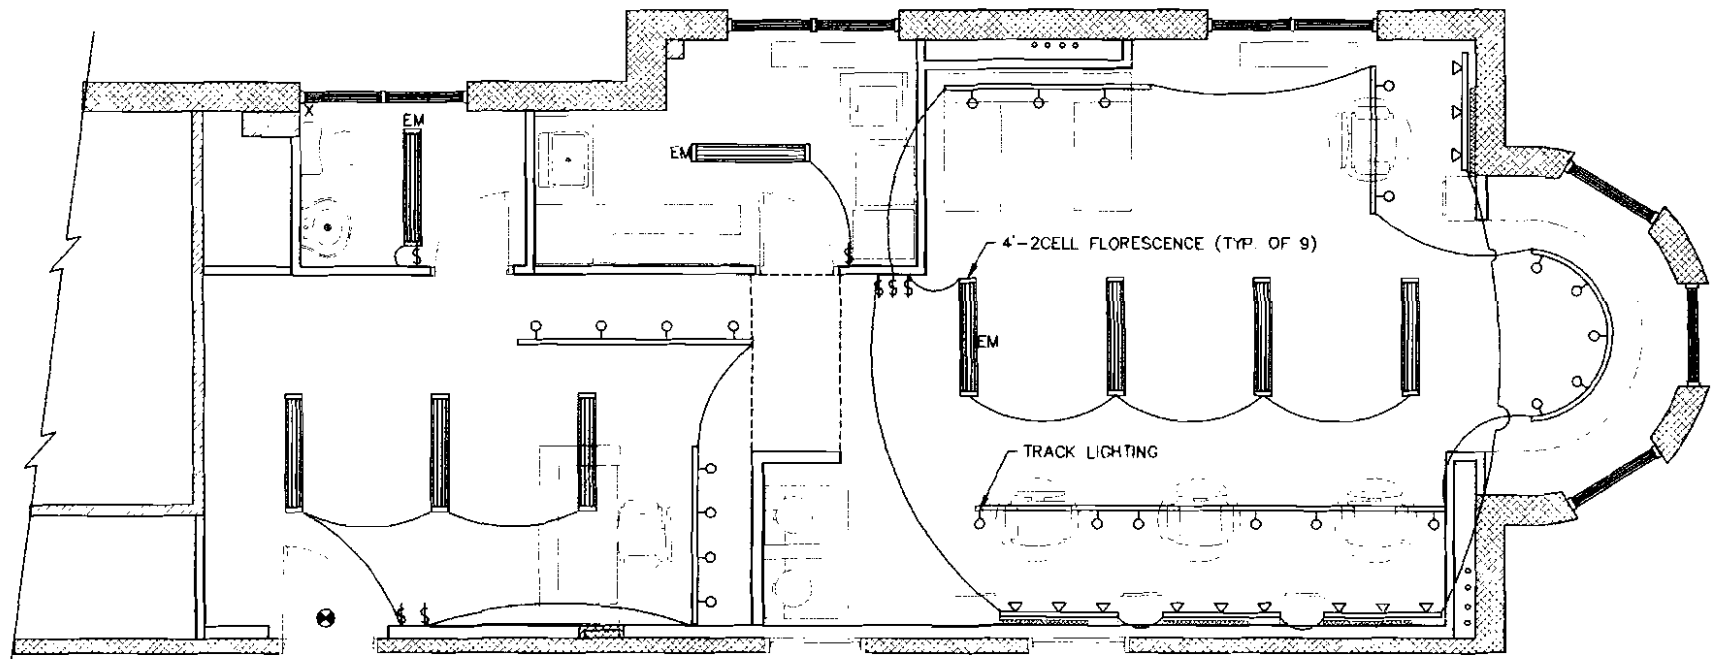 EM
EM
4'-2CELL FLORESCENCE (TYP. OF 9)
$
$
$ $ $
EM
TRACK LIGHTING
$ $